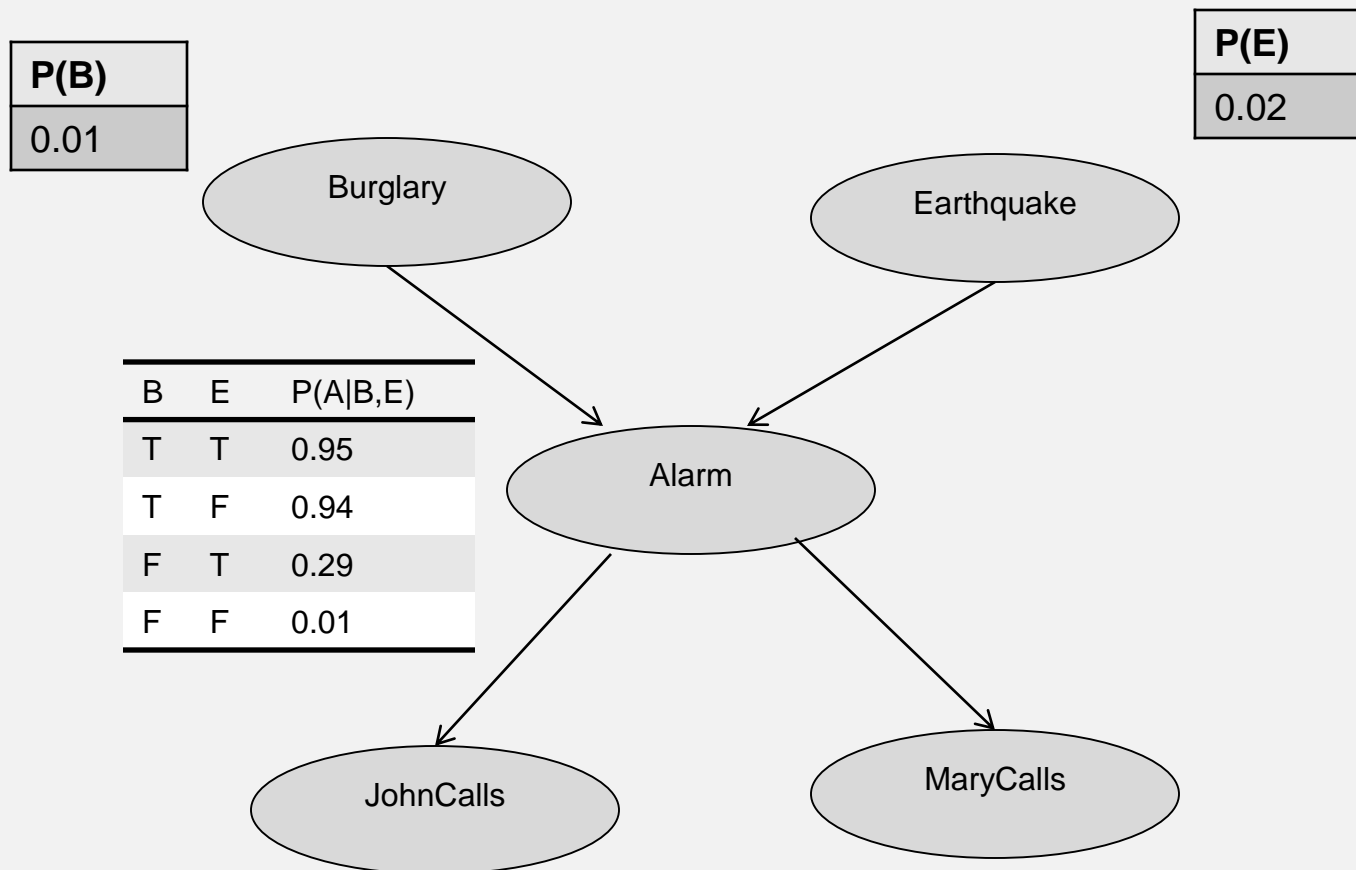 P(B)
0.01
P(E)
0.02
Burglary
Earthquake
B E P(A|B,E)
T T 0.95
T F 0.94
F T 0.29
F F 0.01
Alarm
JohnCalls
MaryCalls